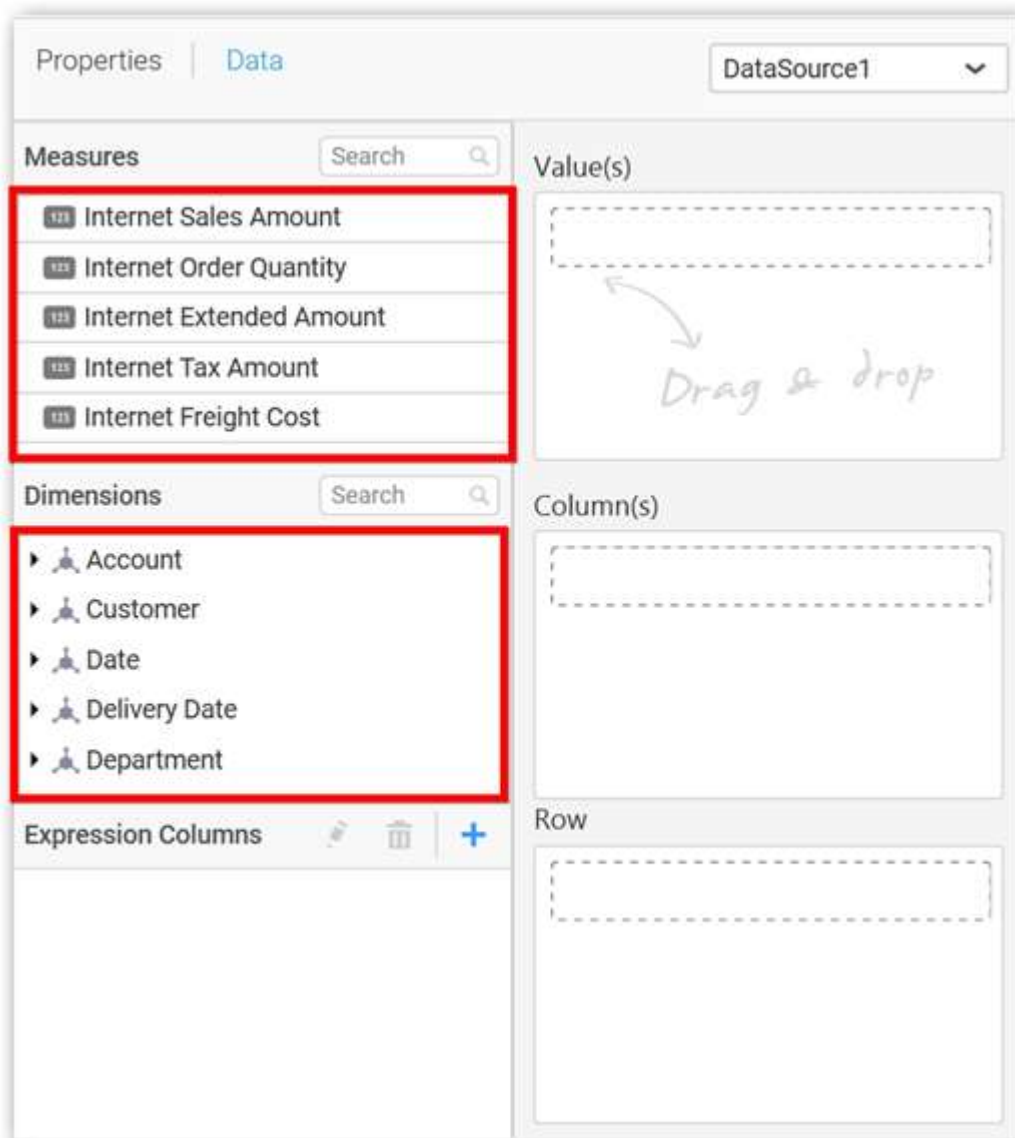 Properties | Data
DataSource1
Measures
Search
Internet Sales Amount
Internet Order Quantity
Internet Extended Amount
Internet Tax Amount
Internet Freight Cost
Dimensions
Search
Account
Customer
Date
Delivery Date
Department
Expression Columns
Value(s)
Drag & drop
Column(s)
Row